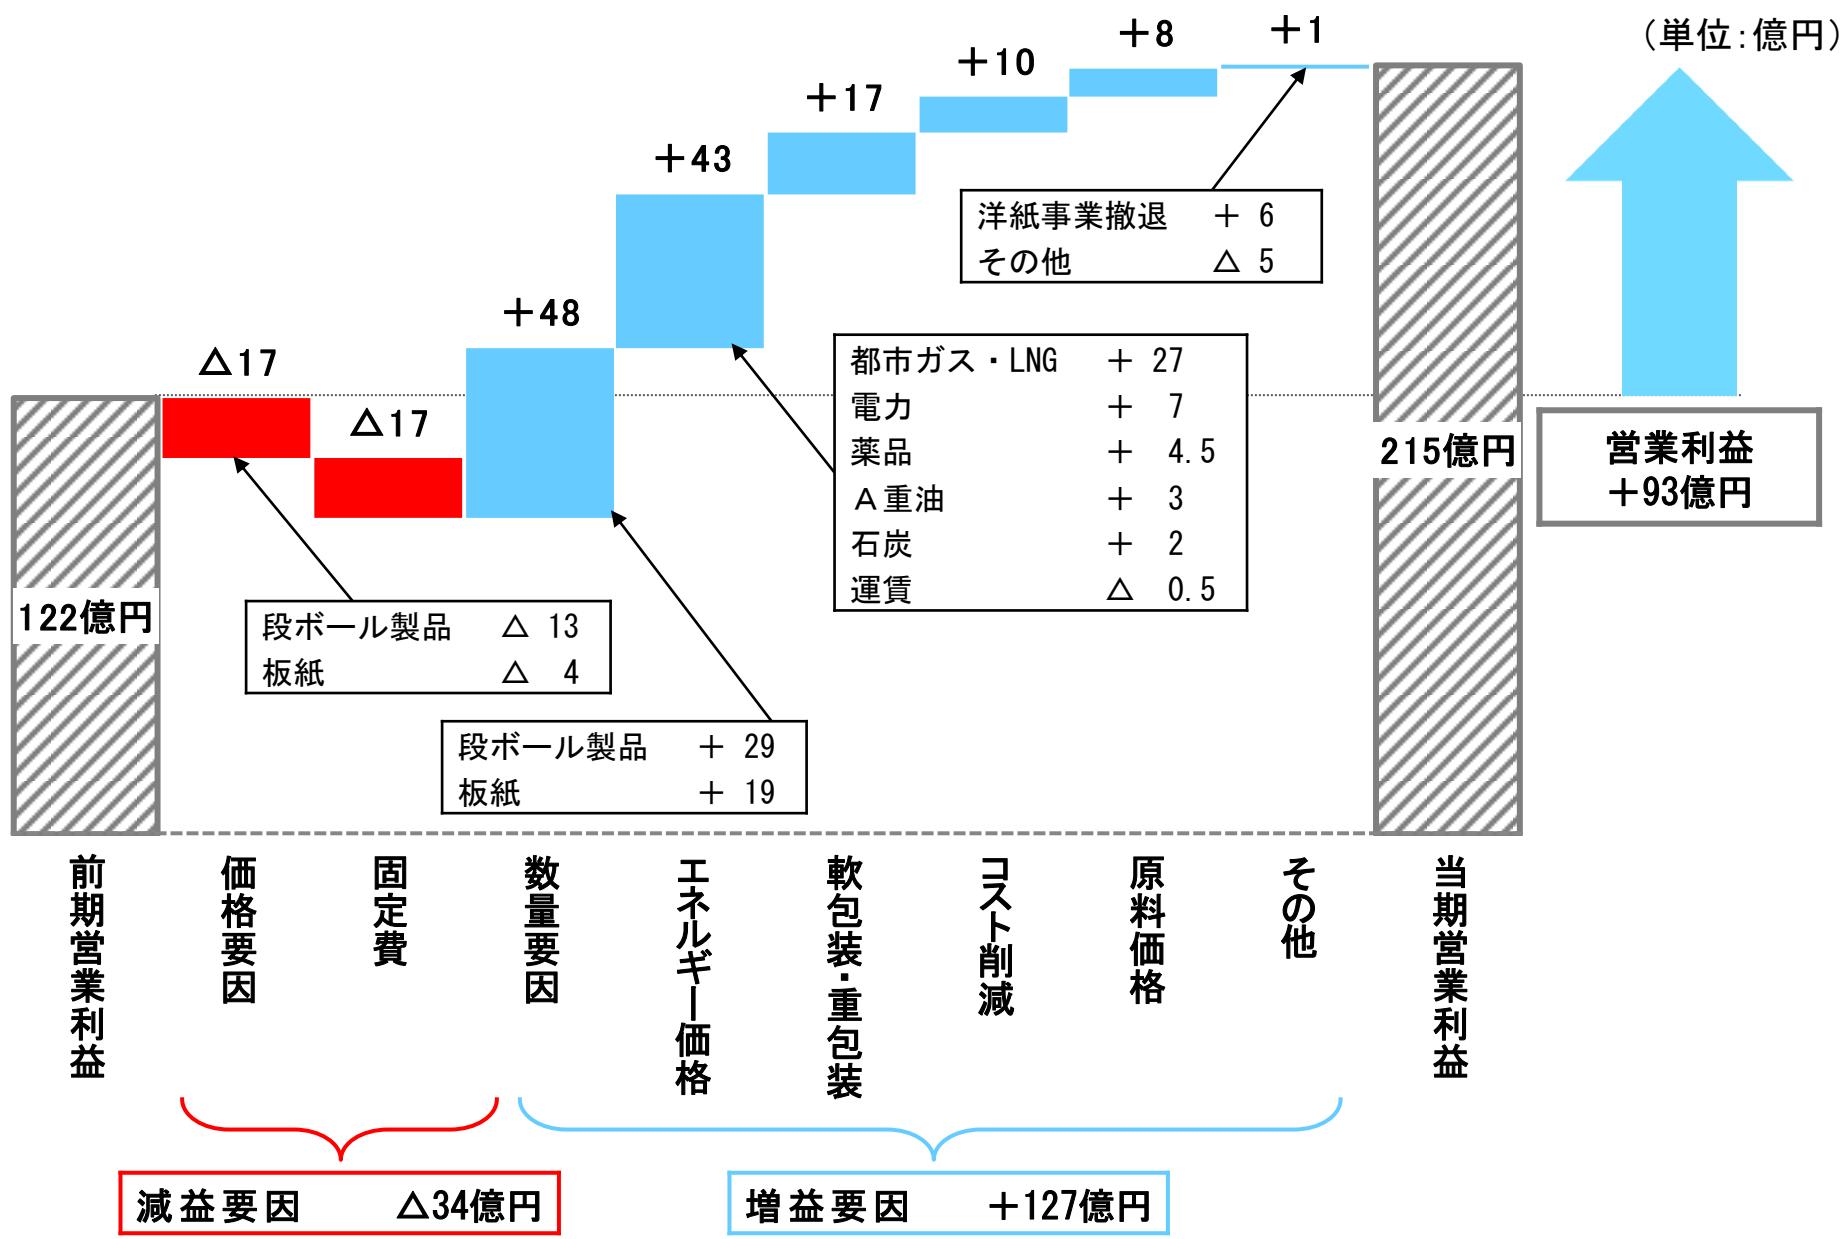 (単位:億円)
△17
△17
+48
+43
+17
+10
+8
+1
洋紙事業撤退 + 6
その他 △ 5
都市ガス・LNG + 27
電力 + 7
薬品 + 4.5
A重油 + 3
石炭 + 2
運賃 △ 0.5
段ボール製品 △ 13
板紙 △ 4
段ボール製品 + 29
板紙 + 19
122億円
215億円
営業利益
+93億円
前期営業利益
価格要因
固定費
数量要因
エネルギー価格
軟包装・重包装
コスト削減
原料価格
その他
当期営業利益
減益要因 △34億円
増益要因 +127億円